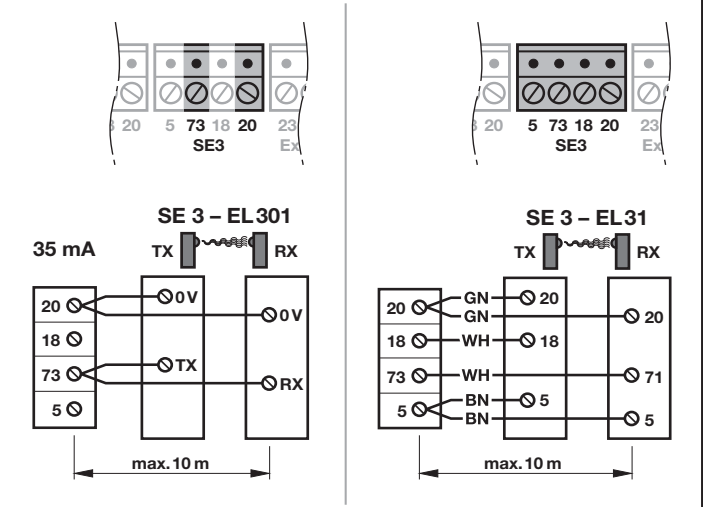 20 5 73 18 20 23
SE3 Ex
SE 3 – EL301
35 mA TX RX
20 0V 0V
18
73 TX RX
5
max. 10 m
20 5 73 18 20 23
SE3 Ex
SE 3 – EL31
TX RX
20 GN 20
GN 20
18 WH 18
73 WH 71
5 BN 5
BN 5
max. 10 m